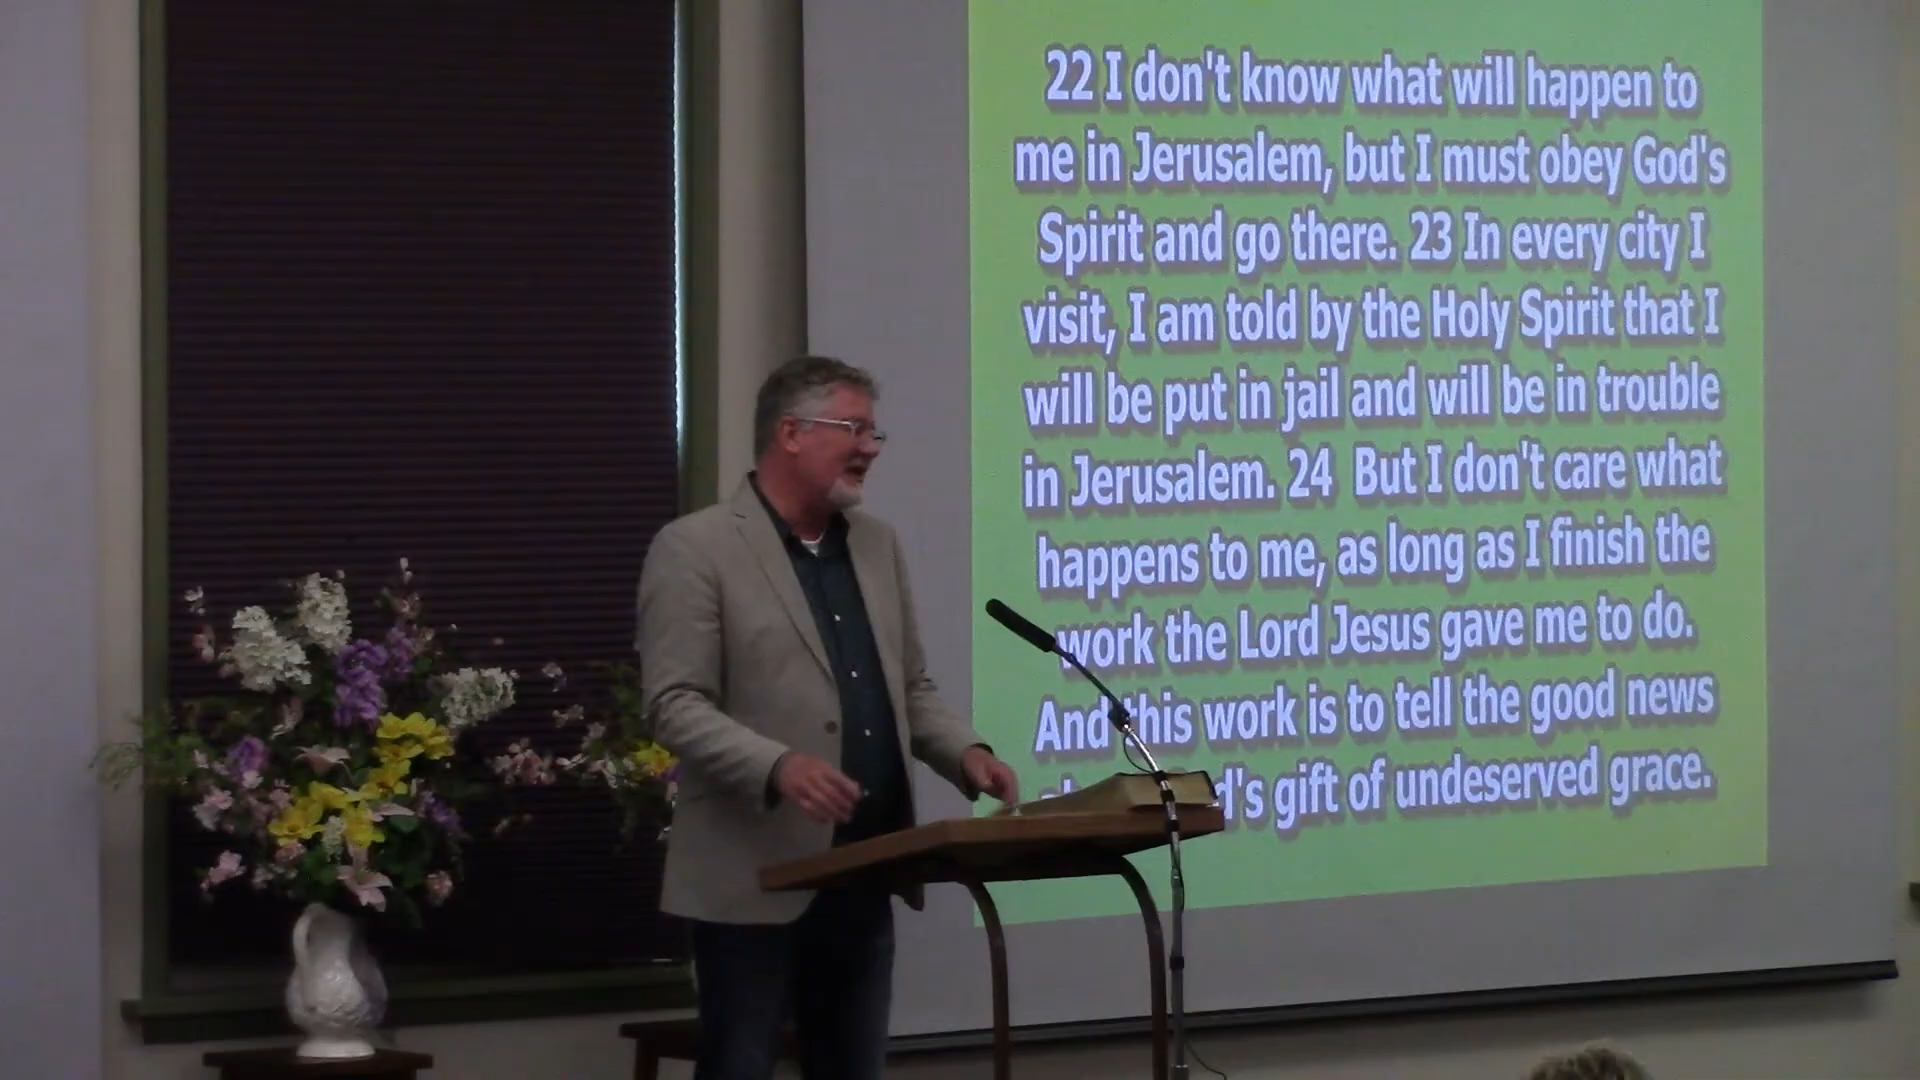 22 I don't know what will happen to
me in Jerusalem, but I must obey God's
Spirit and go there. 23 In every city I
visit, I am told by the Holy Spirit that I
will be put in jail and will be in trouble
in Jerusalem. 24 But I don't care what
happens to me, as long as I finish the
work the Lord Jesus gave me to do.
And this work is to tell the good news
gift of undeserved grace.